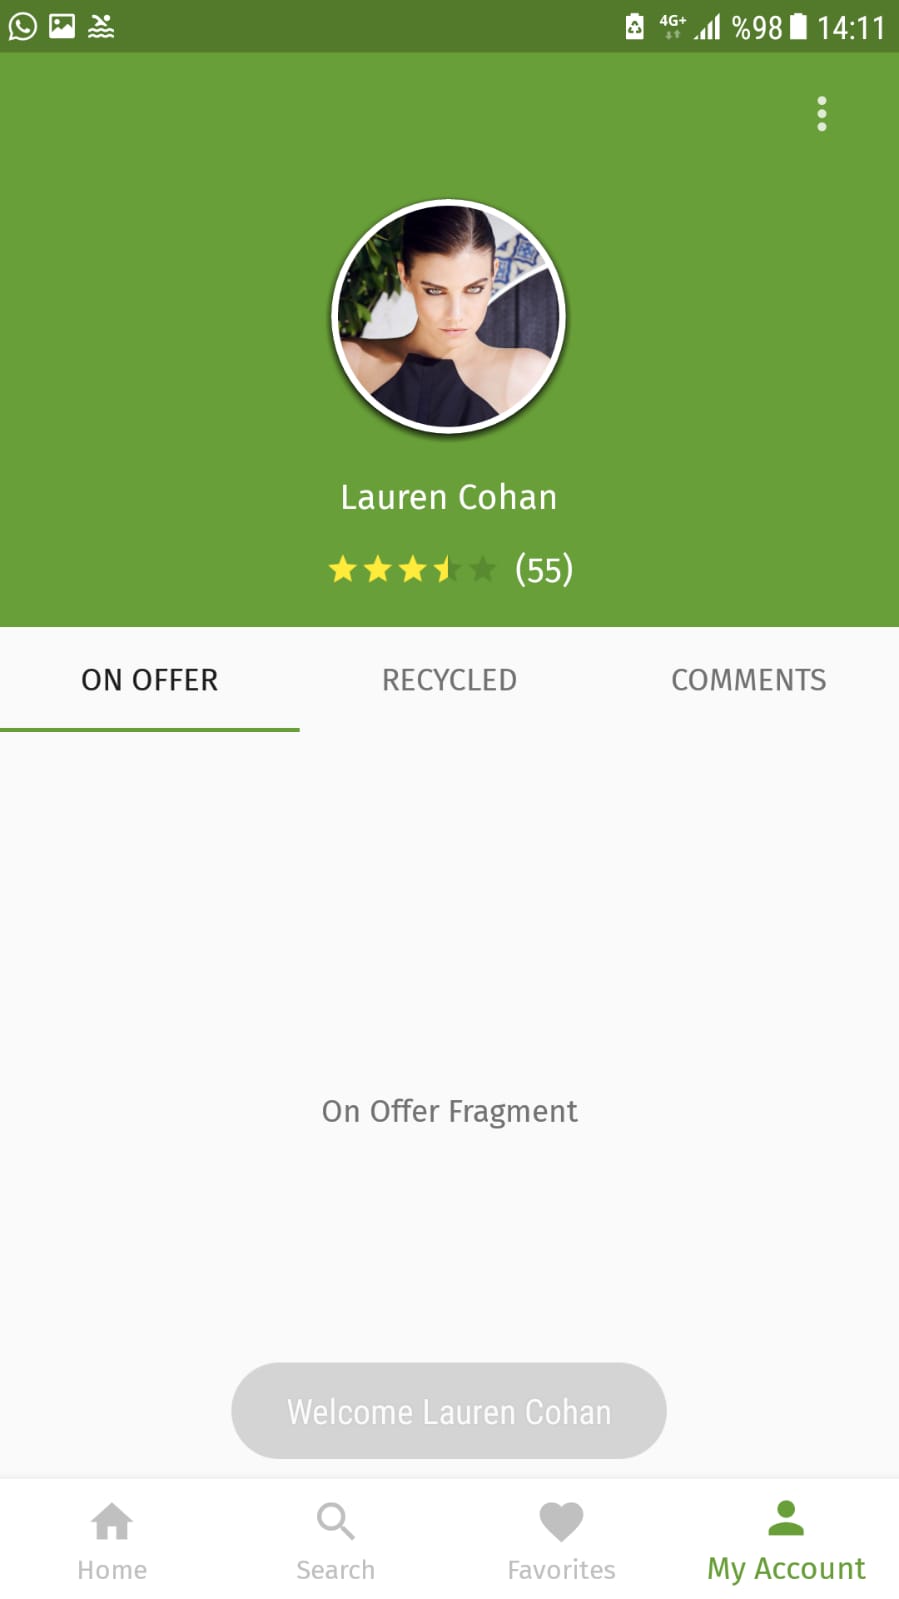 4G+ %98 14:11
Lauren Cohan
(55)
ON OFFER RECYCLED COMMENTS
On Offer Fragment
Welcome Lauren Cohan
Home Search Favorites My Account